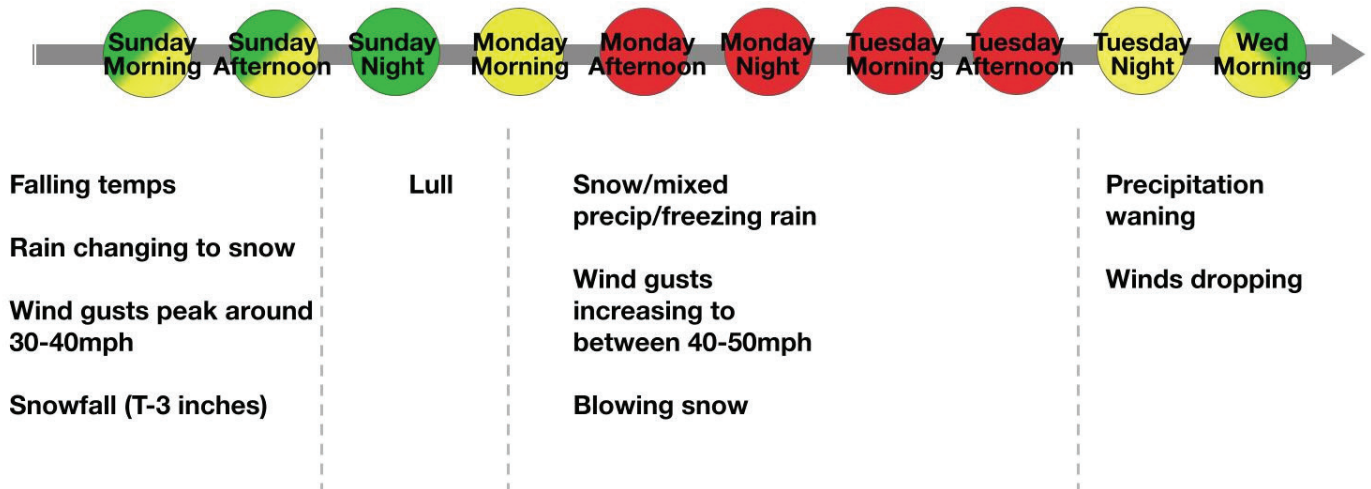 Sunday
Morning
Sunday
Afternoon
Sunday
Night
Monday
Morning
Monday
Afternoon
Monday
Night
Tuesday
Morning
Tuesday
Afternoon
Tuesday
Night
Wed
Morning
Falling temps
Rain changing to snow
Wind gusts peak around
30-40mph
Snowfall (T-3 inches)
Lull
Snow/mixed
precip/freezing rain
Wind gusts
increasing to
between 40-50mph
Blowing snow
Precipitation
waning
Winds dropping